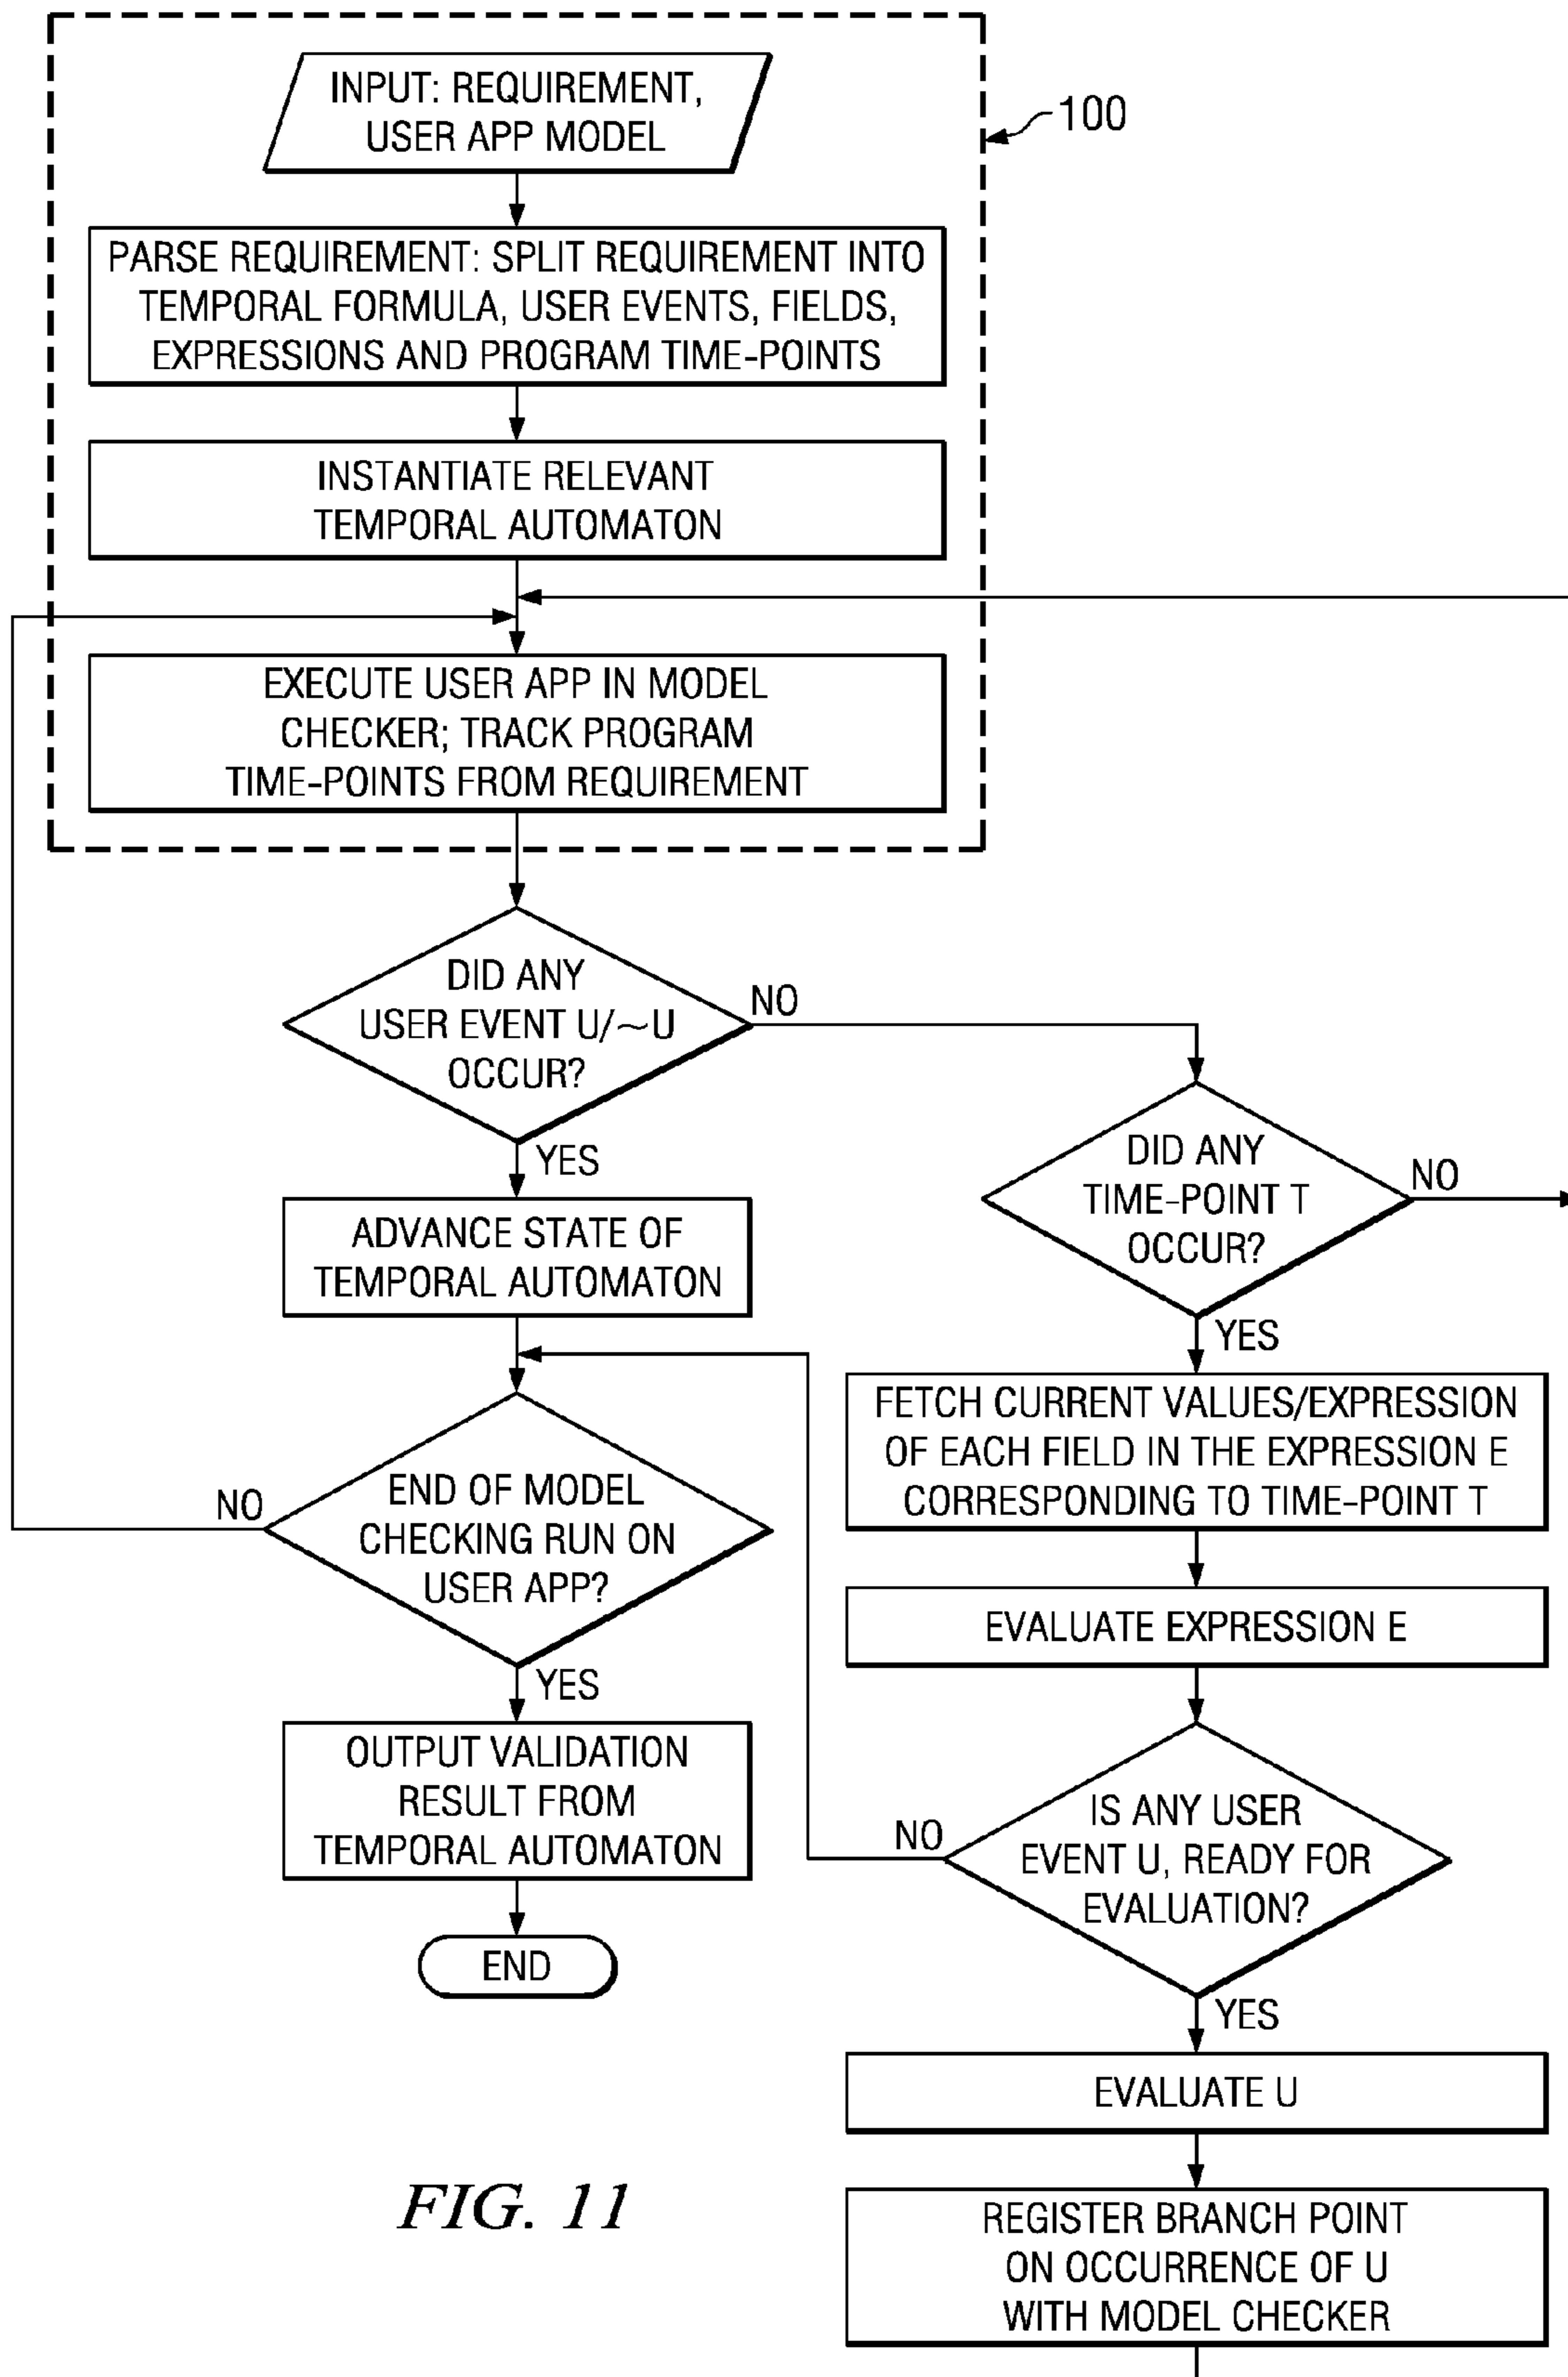 INPUT: REQUIREMENT,
USER APP MODEL
100
PARSE REQUIREMENT: SPLIT REQUIREMENT INTO
TEMPORAL FORMULA, USER EVENTS, FIELDS,
EXPRESSIONS AND PROGRAM TIME-POINTS
INSTANTIATE RELEVANT
TEMPORAL AUTOMATON
EXECUTE USER APP IN MODEL
CHECKER; TRACK PROGRAM
TIME-POINTS FROM REQUIREMENT
DID ANY
USER EVENT U/~U
OCCUR?
NO
YES
ADVANCE STATE OF
TEMPORAL AUTOMATON
END OF MODEL
CHECKING RUN ON
USER APP?
NO
YES
OUTPUT VALIDATION
RESULT FROM
TEMPORAL AUTOMATON
END
DID ANY
TIME-POINT T
OCCUR?
NO
YES
FETCH CURRENT VALUES/EXPRESSION
OF EACH FIELD IN THE EXPRESSION E
CORRESPONDING TO TIME-POINT T
EVALUATE EXPRESSION E
IS ANY USER
EVENT U, READY FOR
EVALUATION?
NO
YES
EVALUATE U
REGISTER BRANCH POINT
ON OCCURRENCE OF U
WITH MODEL CHECKER
FIG. 11